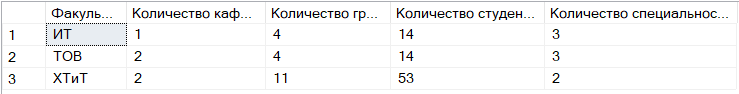 Факуль... Количество каф... Количество гр... Количество студен... Количество специальнос...
1 ИТ 1 4 14 3
2 ТОВ 2 4 14 3
3 ХТиТ 2 11 53 2